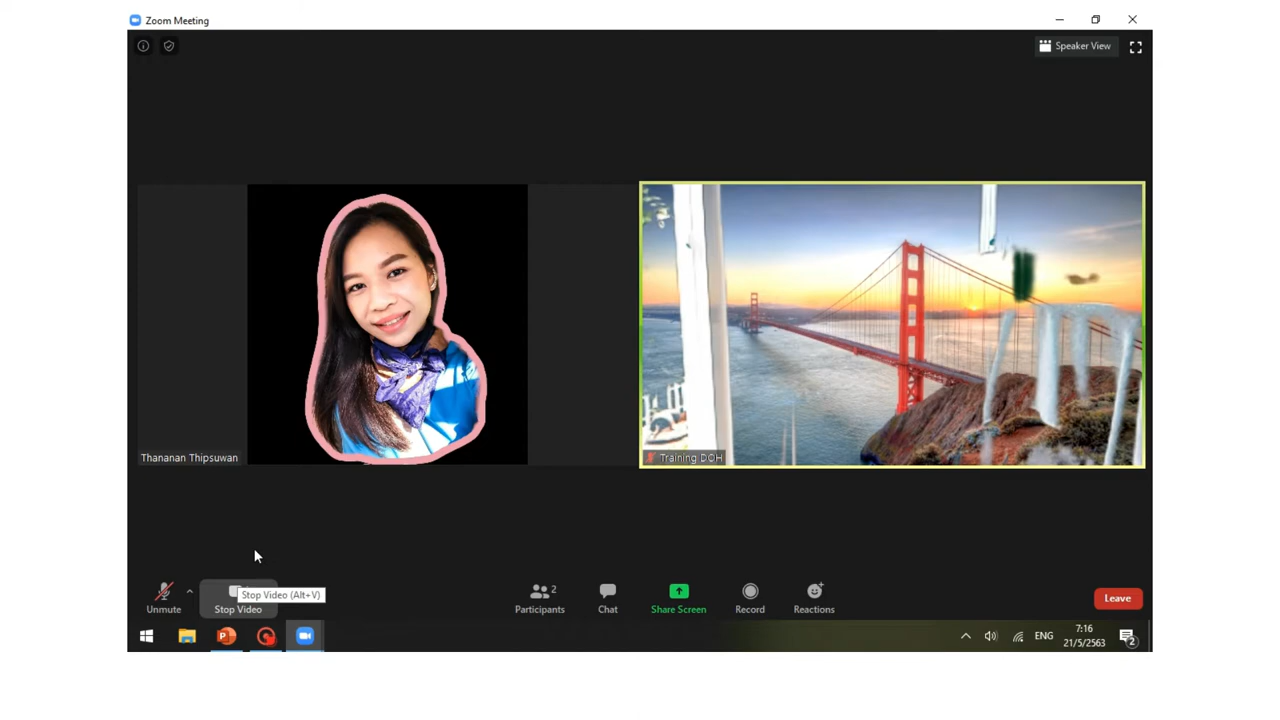 Zoom Meeting
Speaker View
Thananan Thipsuwan
Training DOH
Unmute
Stop Video
Stop Video (Alt+V)
Participants
2
Chat
Share Screen
Record
Reactions
Leave
P
ENG
7:16
21/5/2563
2